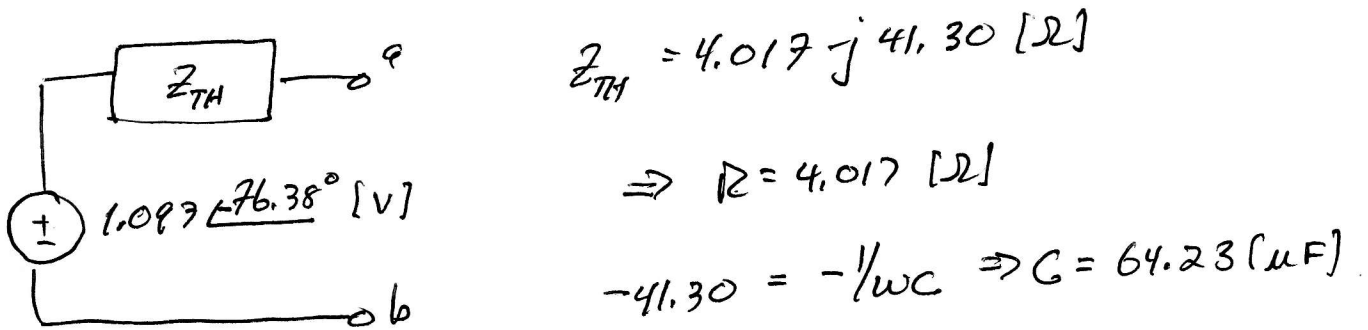 a
Z_TH
Z_TH = 4.017 - j 41.30 [Ω]
⇒ R = 4.017 [Ω]
+
-
1.097 ∠-76.38° [V]
-41.30 = -1/ωC ⇒ C = 64.23 [μF]
b